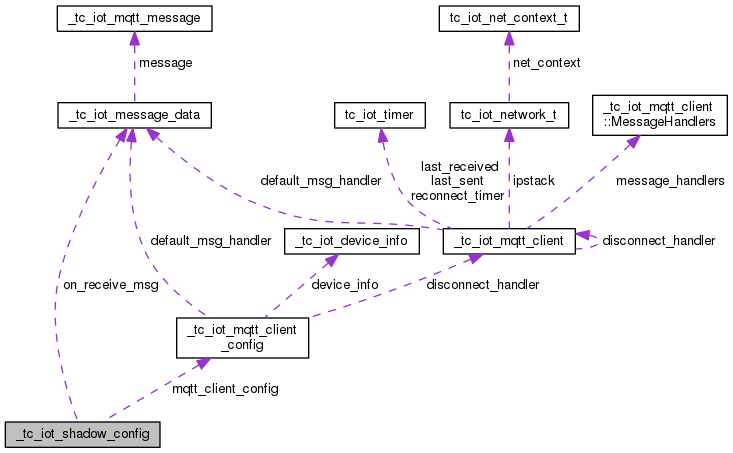 _tc_iot_mqtt_message
tc_iot_net_context_t
message
net_context
_tc_iot_message_data
tc_iot_timer
tc_iot_network_t
_tc_iot_mqtt_client
::MessageHandlers
default_msg_handler
last_received
last_sent
reconnect_timer
ipstack
message_handlers
default_msg_handler
_tc_iot_device_info
_tc_iot_mqtt_client
disconnect_handler
on_receive_msg
device_info
disconnect_handler
_tc_iot_mqtt_client
_config
mqtt_client_config
_tc_iot_shadow_config